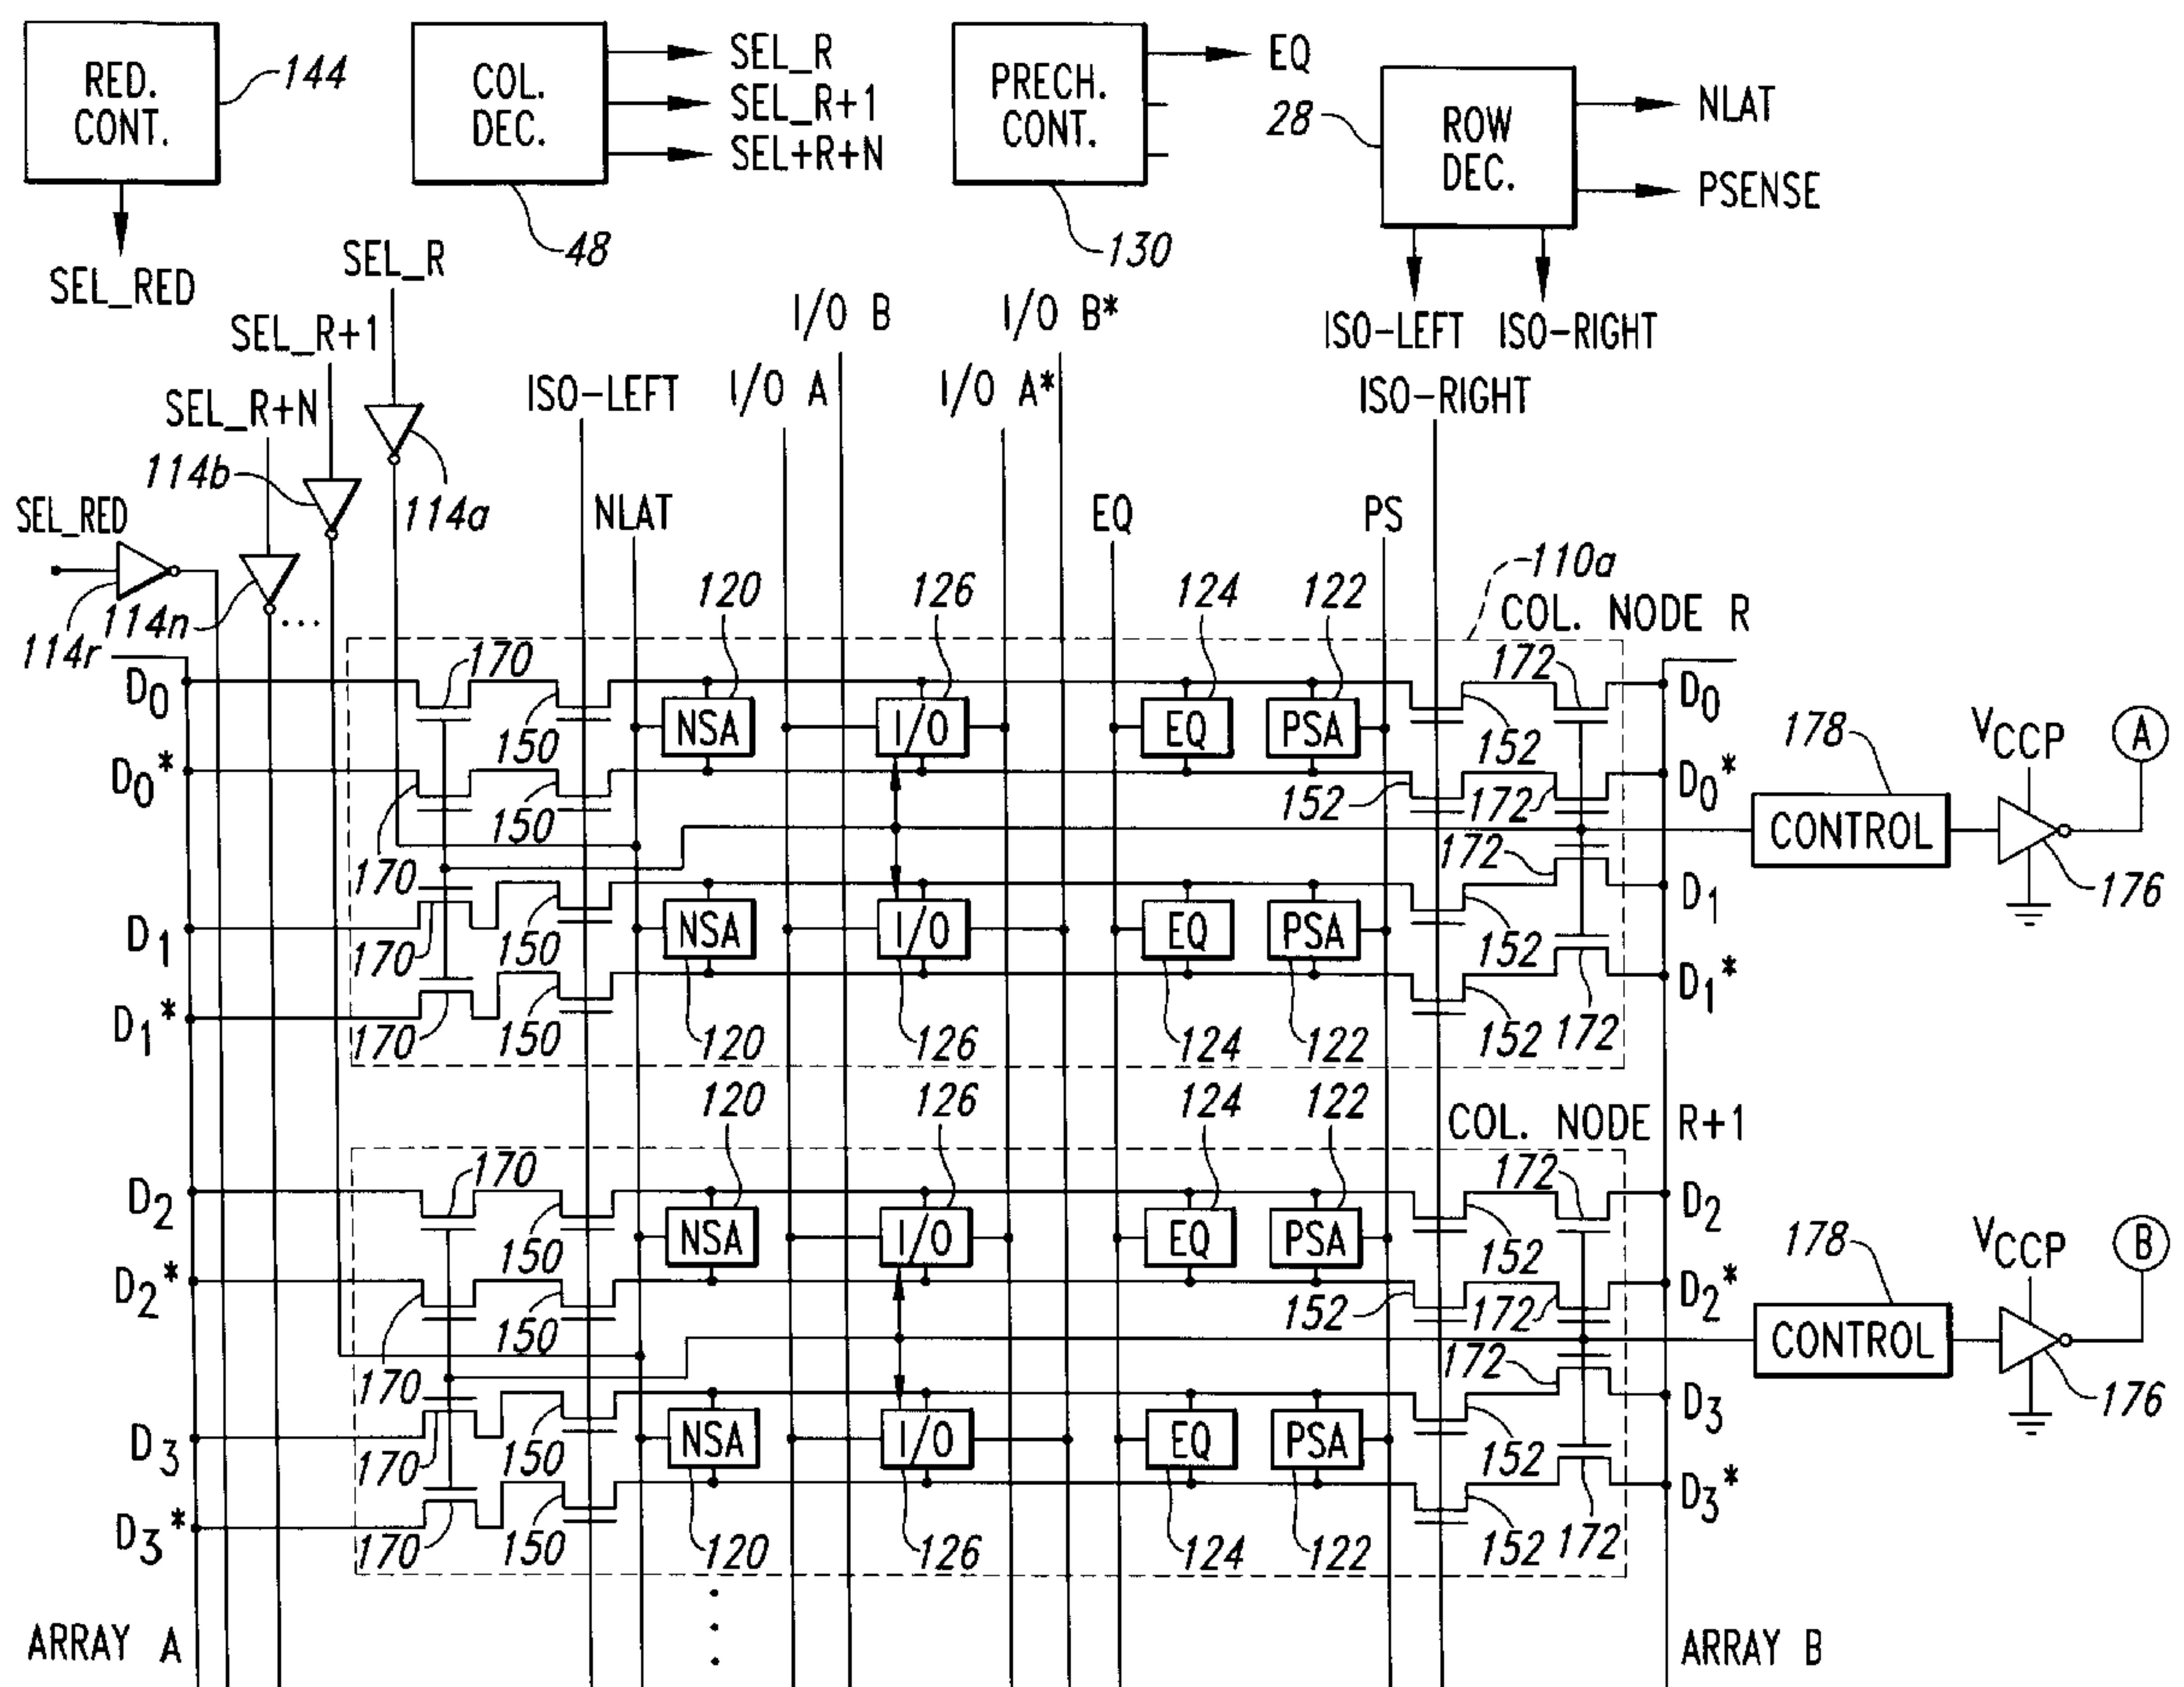 RED. CONT.
144
SEL_RED
COL. DEC.
48
SEL_R
SEL_R+1
SEL+R+N
PRECH. CONT.
130
EQ
28
ROW DEC.
NLAT
PSENSE
ISO-LEFT ISO-RIGHT
SEL_R
SEL_R+1
SEL_R+N
SEL_RED
114a
114b
114n
...
114r
ISO-LEFT
NLAT
I/O B
I/O A
I/O B*
I/O A*
EQ
PS
ISO-RIGHT
110a
COL. NODE R
120 126 124 122
D0 170 150 NSA I/O EQ PSA 152 172 D0
D0* 170 150 152 172 D0*
178
CONTROL
VCCP
A
176
D1 170 150 NSA I/O EQ PSA 152 172 D1
D1* 170 150 152 172 D1*
120 126 124 122
COL. NODE R+1
120 126 124 122
D2 170 150 NSA I/O EQ PSA 152 172 D2
D2* 170 150 152 172 D2*
178
CONTROL
VCCP
B
176
D3 170 150 NSA I/O EQ PSA 152 172 D3
D3* 170 150 152 172 D3*
120 126 124 122
ARRAY A
ARRAY B